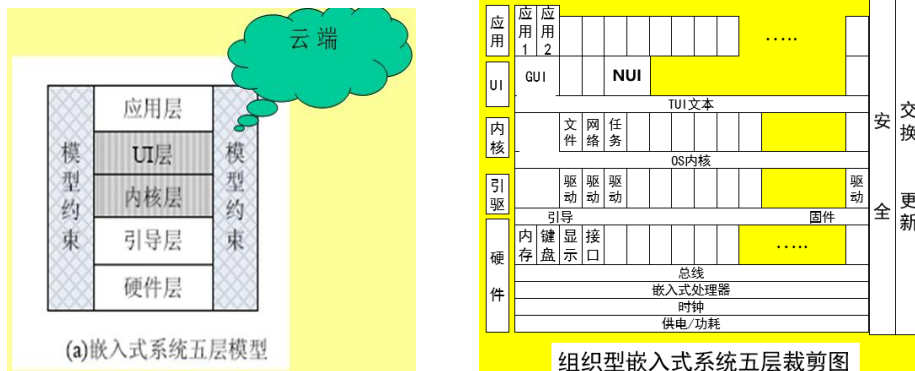 云端
模型约束
应用层
UI层
内核层
引导层
硬件层
模型约束
(a)嵌入式系统五层模型
应用
应用1
应用2
.....
UI
GUI
NUI
TUI文本
内核
文件
网络
任务
OS内核
引驱
驱动
驱动
驱动
驱动
引导
固件
硬件
内存
键盘
显示
接口
.....
总线
嵌入式处理器
时钟
供电/功耗
安全
交换
更新
组织型嵌入式系统五层裁剪图